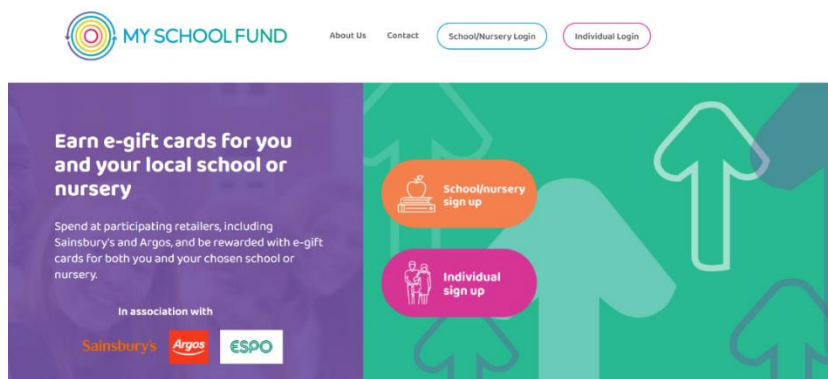 MY SCHOOL FUND
About Us
Contact
School/Nursery Login
Individual Login
Earn e-gift cards for you
and your local school or
nursery
Spend at participating retailers, including
Sainsbury's and Argos, and be rewarded with e-gift
cards for both you and your chosen school or
nursery.
In association with
Sainsbury's
Argos
ESPO
School/nursery
sign up
Individual
sign up